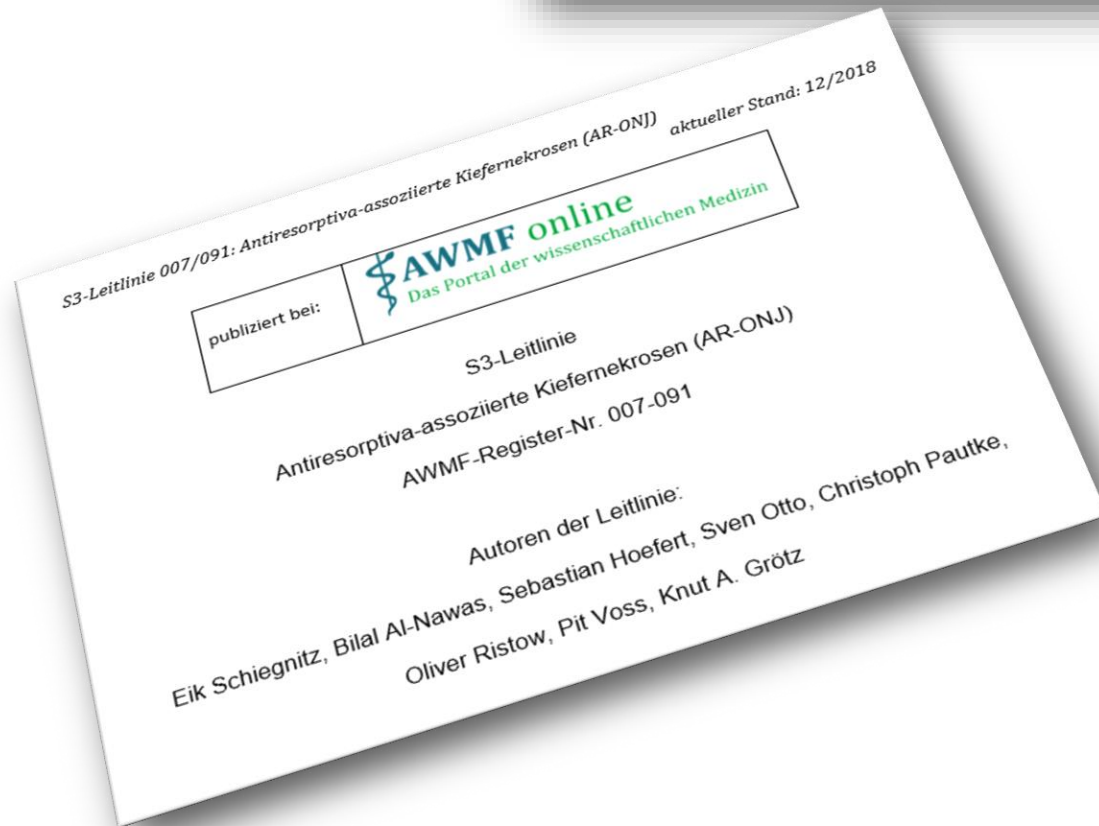 S3-Leitlinie 007/091: Antiresorptiva-assoziierte Kiefernekrosen (AR-ONJ) aktueller Stand: 12/2018
publiziert bei:
AWMF online
Das Portal der wissenschaftlichen Medizin
S3-Leitlinie
Antiresorptiva-assoziierte Kiefernekrosen (AR-ONJ)
AWMF-Register-Nr. 007-091
Autoren der Leitlinie:
Eik Schiegnitz, Bilal Al-Nawas, Sebastian Hoefert, Sven Otto, Christoph Pautke,
Oliver Ristow, Pit Voss, Knut A. Grötz